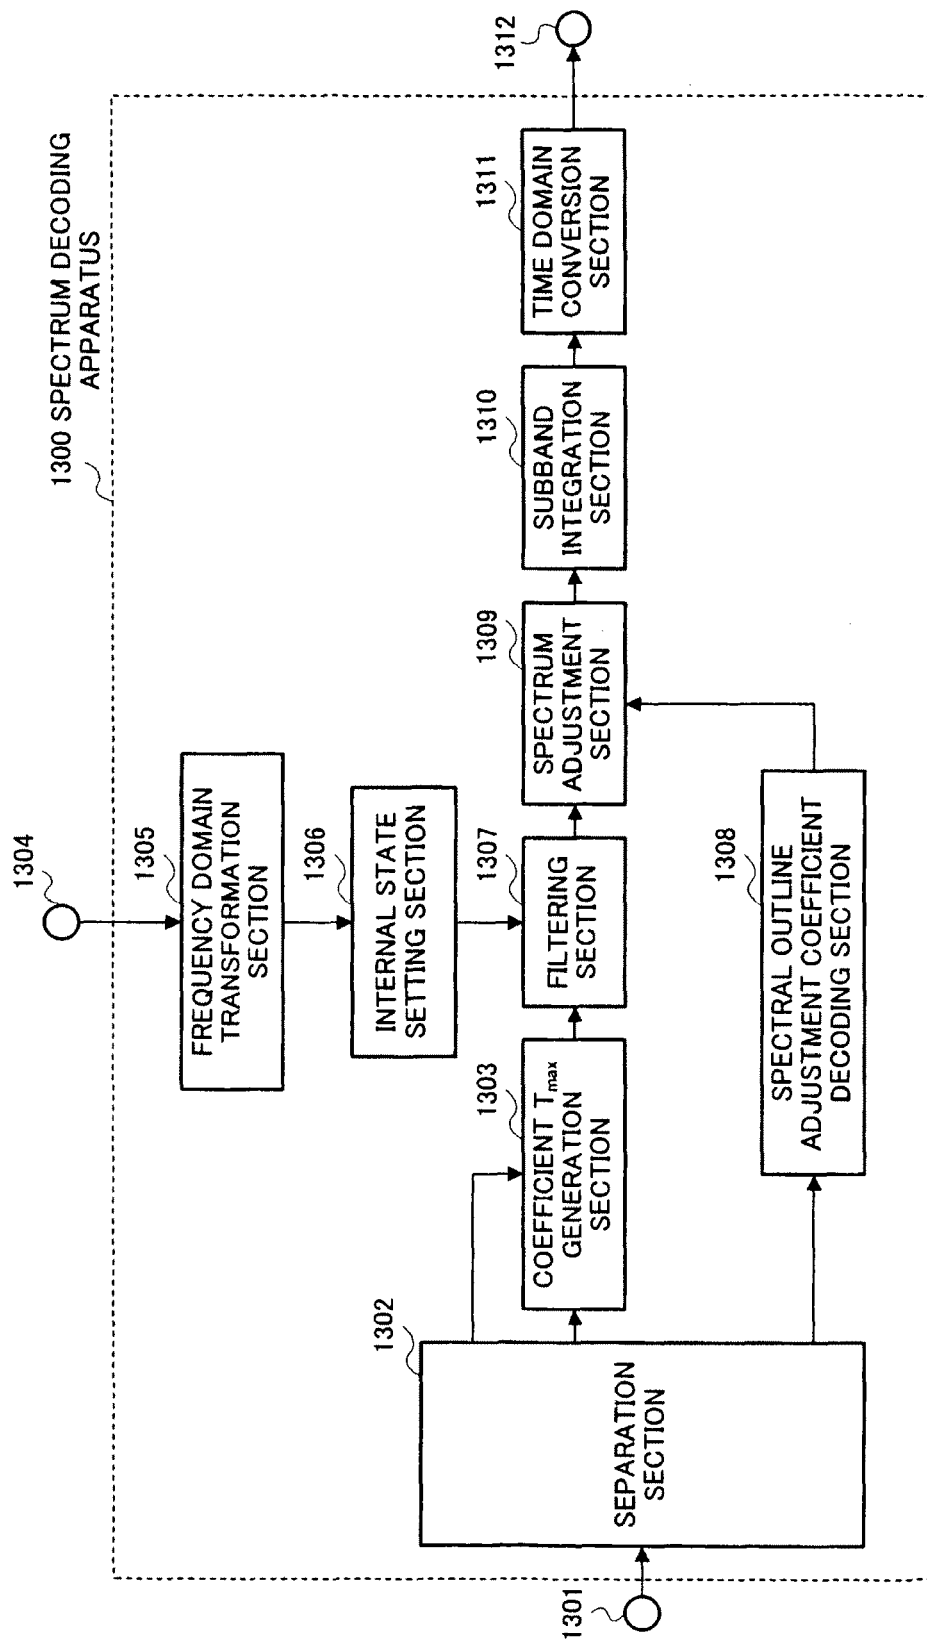 1300 SPECTRUM DECODING
APPARATUS
1304
1305
FREQUENCY DOMAIN
TRANSFORMATION
SECTION
1306
INTERNAL STATE
SETTING SECTION
1301
1302
SEPARATION
SECTION
1303
COEFFICIENT Tmax
GENERATION
SECTION
1307
FILTERING
SECTION
1309
SPECTRUM
ADJUSTMENT
SECTION
1310
SUBBAND
INTEGRATION
SECTION
1311
TIME DOMAIN
CONVERSION
SECTION
1312
1308
SPECTRAL OUTLINE
ADJUSTMENT COEFFICIENT
DECODING SECTION